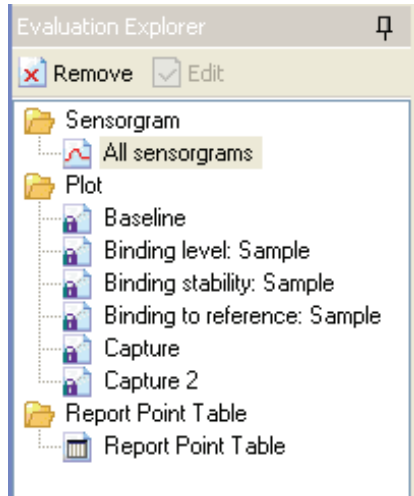 Evaluation Explorer
Remove Edit
Sensorgram
All sensorgrams
Plot
Baseline
Binding level: Sample
Binding stability: Sample
Binding to reference: Sample
Capture
Capture 2
Report Point Table
Report Point Table